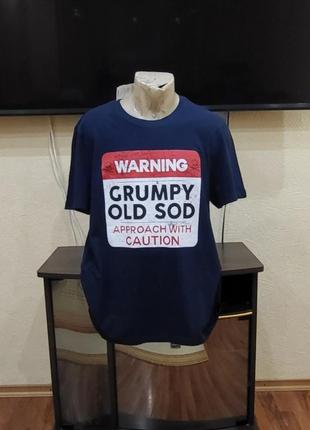 WARNING
GRUMPY
OLD SOD
APPROACH WITH
CAUTION